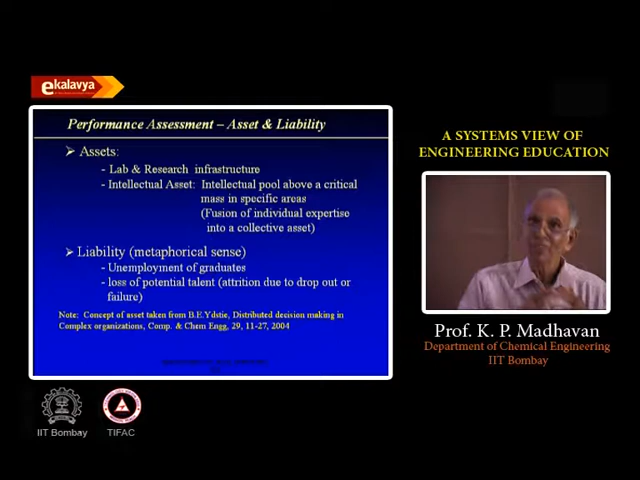 ekalavya
Performance Assessment – Asset & Liability
Assets:
- Lab & Research infrastructure
- Intellectual Asset: Intellectual pool above a critical
mass in specific areas
(Fusion of individual expertise
into a collective asset)
Liability (metaphorical sense)
- Unemployment of graduates
- loss of potential talent (attrition due to drop out or
failure)
Note: Concept of asset taken from B.E.Ydstie, Distributed decision making in
Complex organizations, Comp. & Chem Engg, 29, 11-27, 2004
A SYSTEMS VIEW OF
ENGINEERING EDUCATION
Prof. K. P. Madhavan
Department of Chemical Engineering
IIT Bombay
IIT Bombay
TIFAC